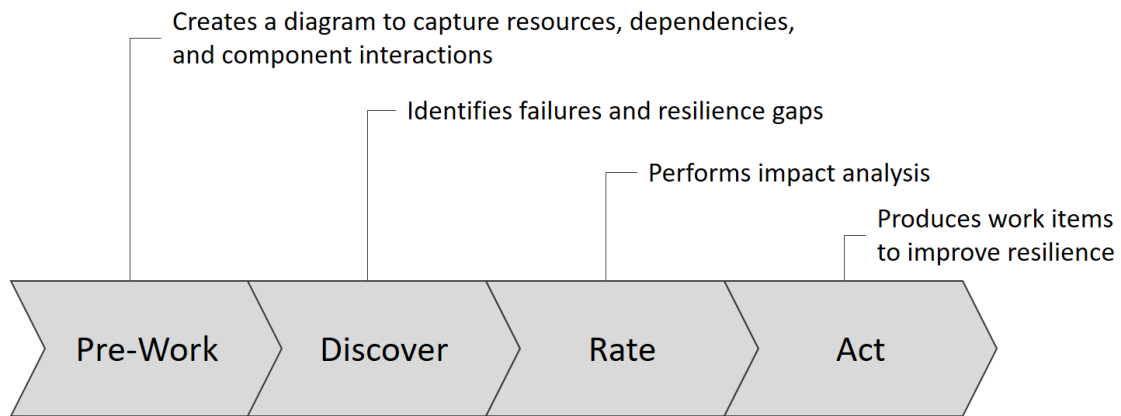 Creates a diagram to capture resources, dependencies,
and component interactions
Identifies failures and resilience gaps
Performs impact analysis
Produces work items
to improve resilience
Pre-Work
Discover
Rate
Act